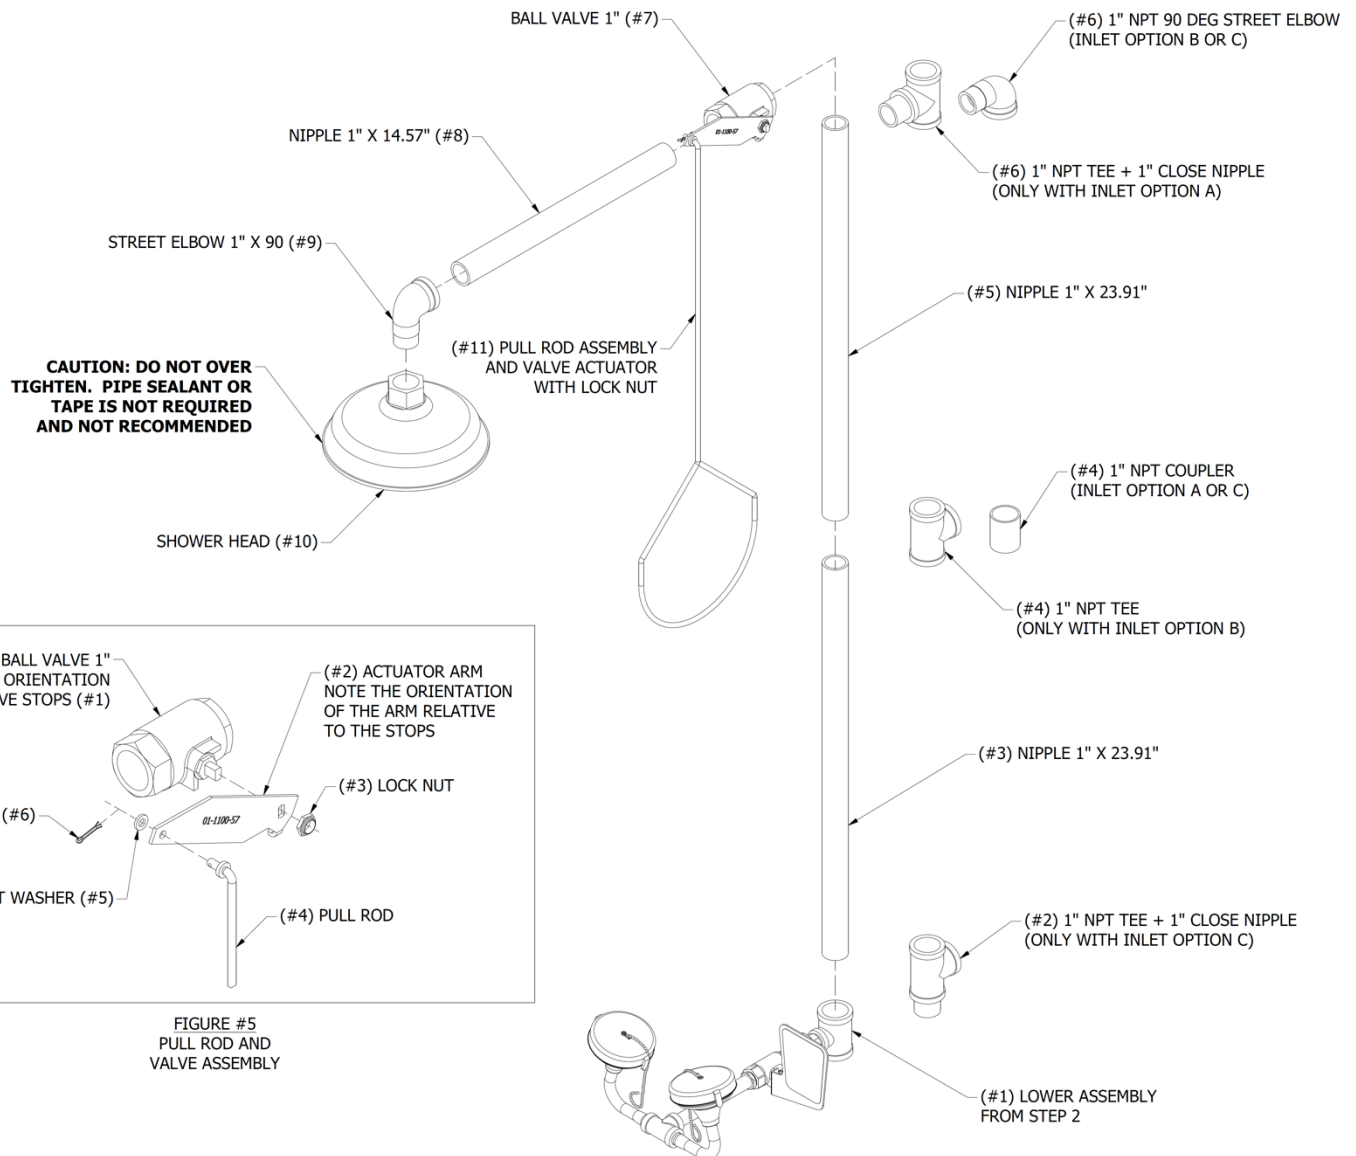 BALL VALVE 1" (#7)
(#6) 1" NPT 90 DEG STREET ELBOW
(INLET OPTION B OR C)
NIPPLE 1" X 14.57" (#8)
01-1100-57
(#6) 1" NPT TEE + 1" CLOSE NIPPLE
(ONLY WITH INLET OPTION A)
STREET ELBOW 1" X 90 (#9)
(#5) NIPPLE 1" X 23.91"
(#11) PULL ROD ASSEMBLY
AND VALVE ACTUATOR
WITH LOCK NUT
CAUTION: DO NOT OVER
TIGHTEN. PIPE SEALANT OR
TAPE IS NOT REQUIRED
AND NOT RECOMMENDED
(#4) 1" NPT COUPLER
(INLET OPTION A OR C)
SHOWER HEAD (#10)
(#4) 1" NPT TEE
(ONLY WITH INLET OPTION B)
BALL VALVE 1"
ORIENTATION
VE STOPS (#1)
(#2) ACTUATOR ARM
NOTE THE ORIENTATION
OF THE ARM RELATIVE
TO THE STOPS
(#3) NIPPLE 1" X 23.91"
(#3) LOCK NUT
(#6)
01-1100-57
T WASHER (#5)
(#4) PULL ROD
(#2) 1" NPT TEE + 1" CLOSE NIPPLE
(ONLY WITH INLET OPTION C)
FIGURE #5
PULL ROD AND
VALVE ASSEMBLY
(#1) LOWER ASSEMBLY
FROM STEP 2